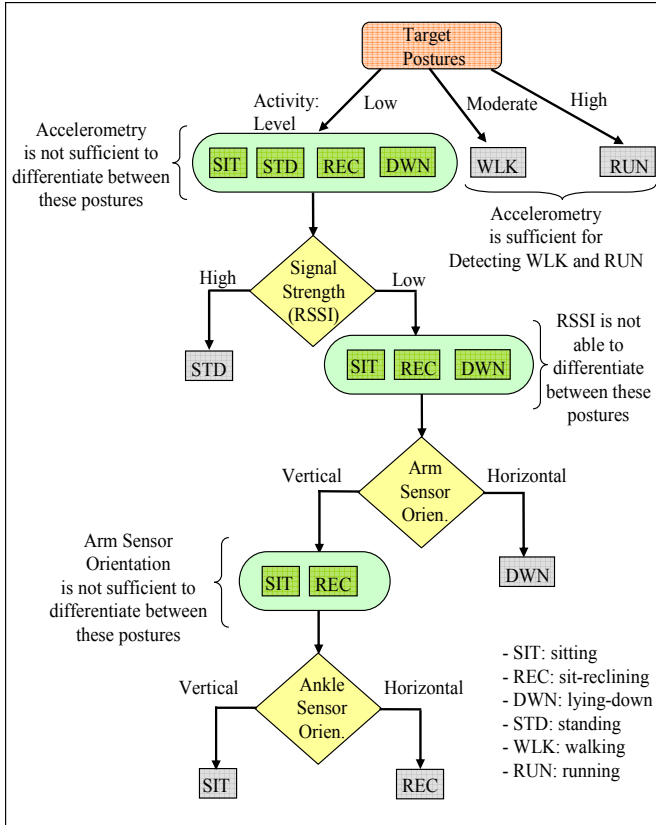 Target
Postures
Activity:
Level
Low
Moderate
High
Accelerometry
is not sufficient to
differentiate between
these postures
SIT
STD
REC
DWN
WLK
RUN
Accelerometry
is sufficient for
Detecting WLK and RUN
High
Signal
Strength
(RSSI)
Low
STD
SIT
REC
DWN
RSSI is not
able to
differentiate
between these
postures
Vertical
Arm
Sensor
Orien.
Horizontal
Arm Sensor
Orientation
is not sufficient to
differentiate between
these postures
SIT
REC
DWN
Vertical
Ankle
Sensor
Orien.
Horizontal
SIT
REC
- SIT: sitting
- REC: sit-reclining
- DWN: lying-down
- STD: standing
- WLK: walking
- RUN: running